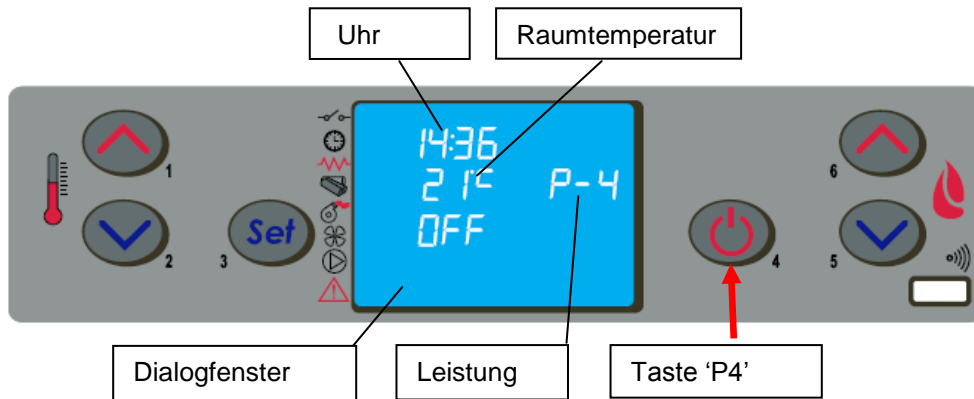 Uhr
Raumtemperatur
1
2
Set
3
14:36
21°C
P-4
OFF
6
4
5
Dialogfenster
Leistung
Taste ‘P4’